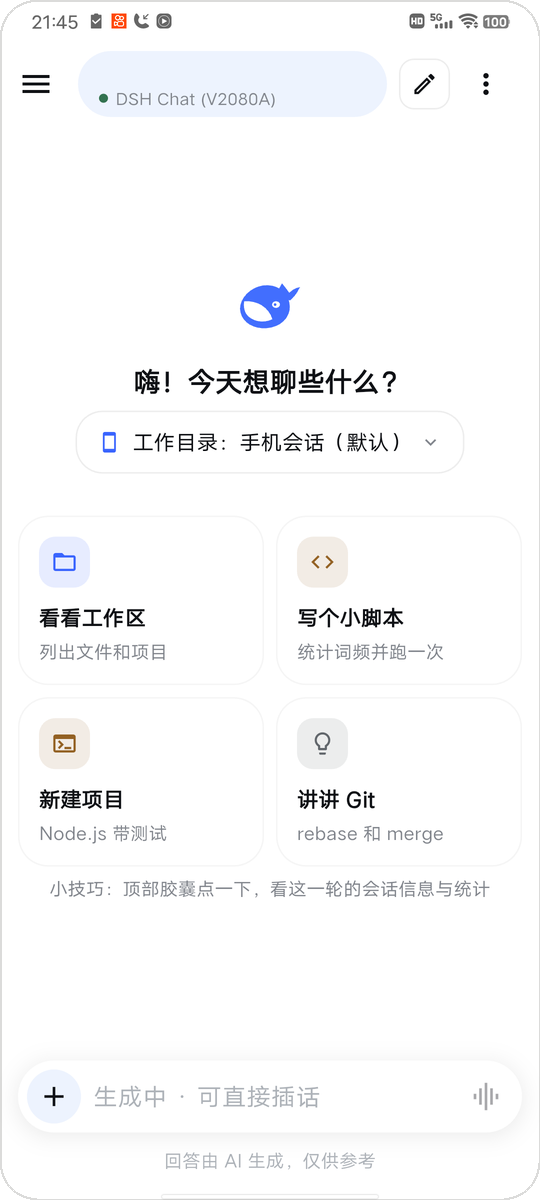 21:45
HD 5G 100
DSH Chat (V2080A)
嗨！今天想聊些什么？
工作目录：手机会话（默认）
看看工作区
列出文件和项目
写个小脚本
统计词频并跑一次
新建项目
Node.js 带测试
讲讲 Git
rebase 和 merge
小技巧：顶部胶囊点一下，看这一轮的会话信息与统计
生成中 · 可直接插话
回答由 AI 生成，仅供参考